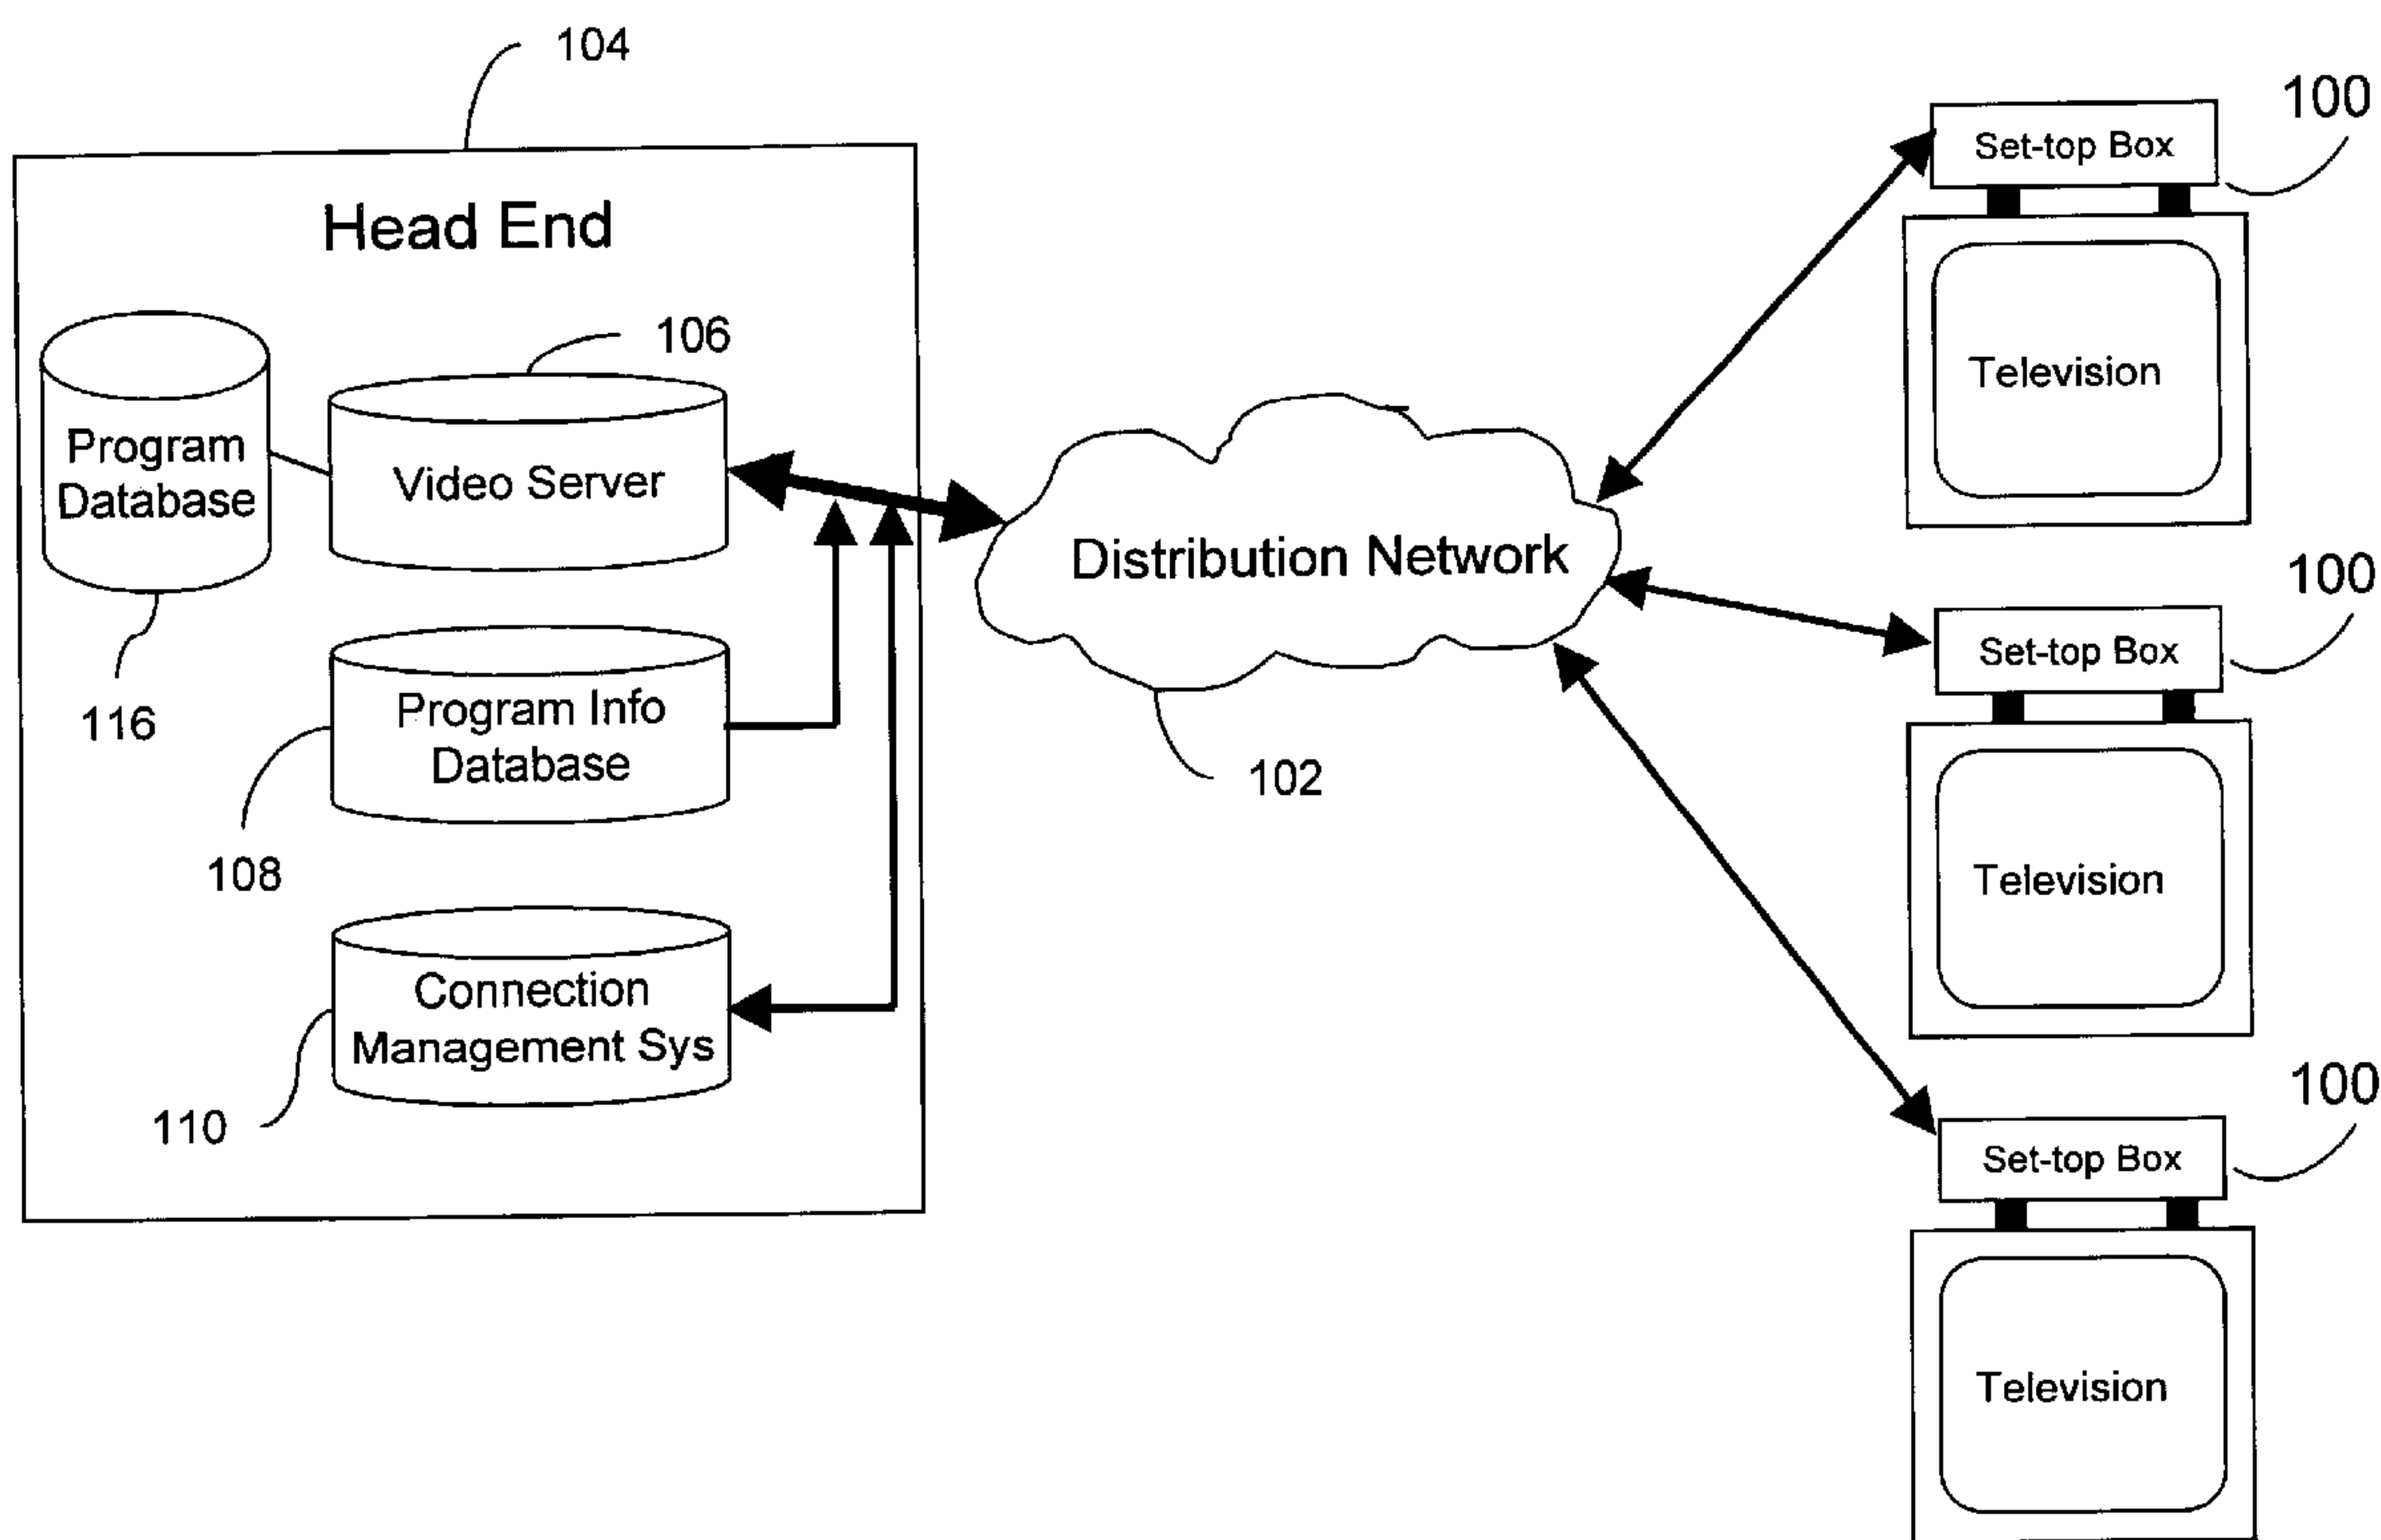 104
Head End
106
Program
Database
Video Server
116
Program Info
Database
108
Connection
Management Sys
110
Distribution Network
102
100
Set-top Box
Television
100
Set-top Box
Television
100
Set-top Box
Television